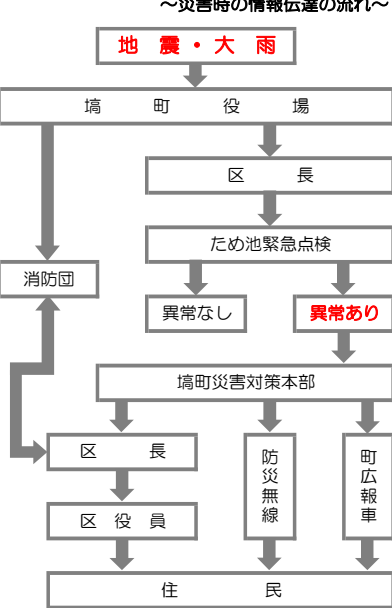 ～災害時の情報伝達の流れ～
地　震・大　雨
塙　町　役　場
区　長
ため池緊急点検
消防団
異常なし
異常あり
塙町災害対策本部
区　長
防災無線
町広報車
区　役　員
住　民